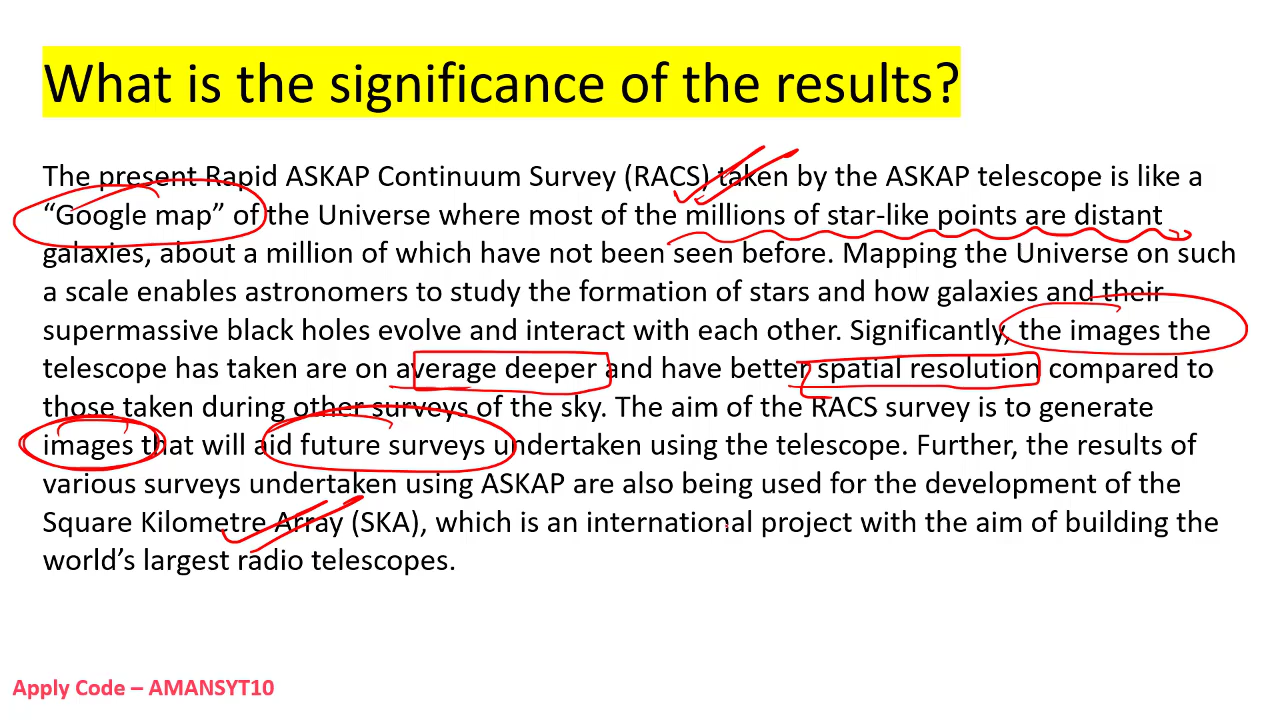 What is the significance of the results?
The present Rapid ASKAP Continuum Survey (RACS) taken by the ASKAP telescope is like a
“Google map” of the Universe where most of the millions of star-like points are distant
galaxies, about a million of which have not been seen before. Mapping the Universe on such
a scale enables astronomers to study the formation of stars and how galaxies and their
supermassive black holes evolve and interact with each other. Significantly, the images the
telescope has taken are on average deeper and have better spatial resolution compared to
those taken during other surveys of the sky. The aim of the RACS survey is to generate
images that will aid future surveys undertaken using the telescope. Further, the results of
various surveys undertaken using ASKAP are also being used for the development of the
Square Kilometre Array (SKA), which is an international project with the aim of building the
world’s largest radio telescopes.
Apply Code – AMANSYT10